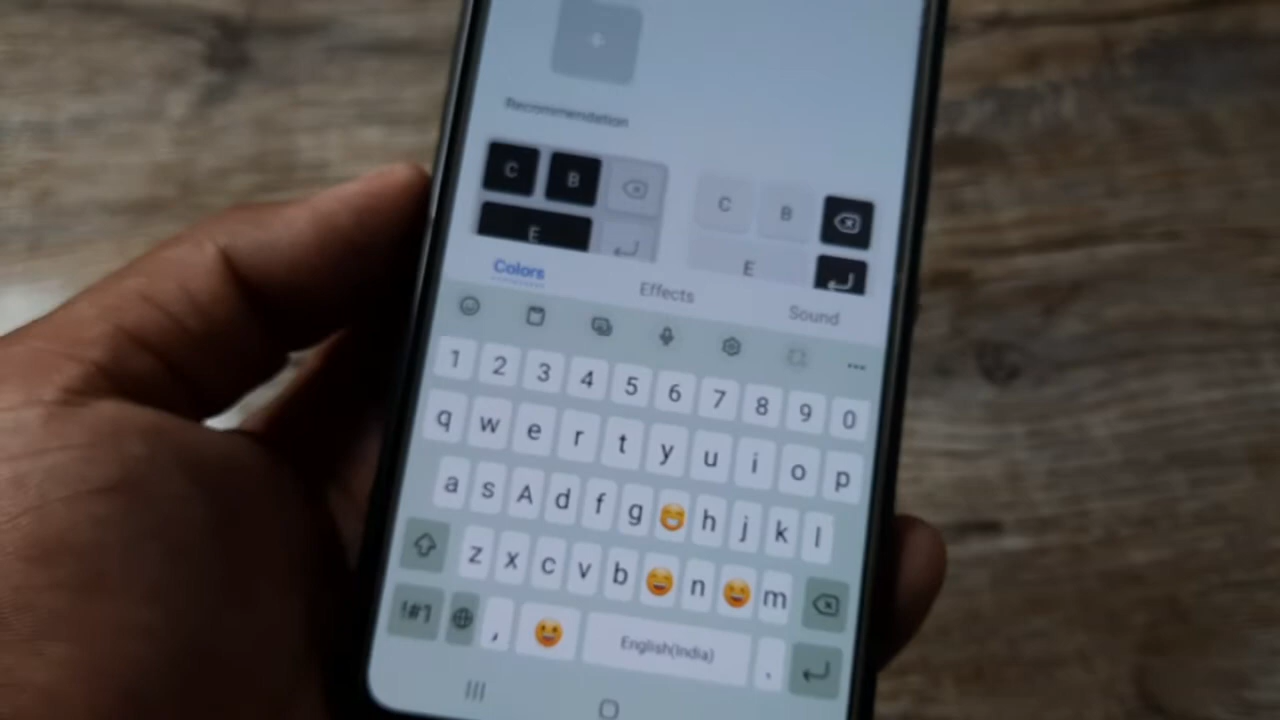 Recommendation
C B C B
E E
Colors Effects Sound
1 2 3 4 5 6 7 8 9 0
q w e r t y u i o p
a s A d f g h j k l
z x c v b n m
!#1 , English(India) .